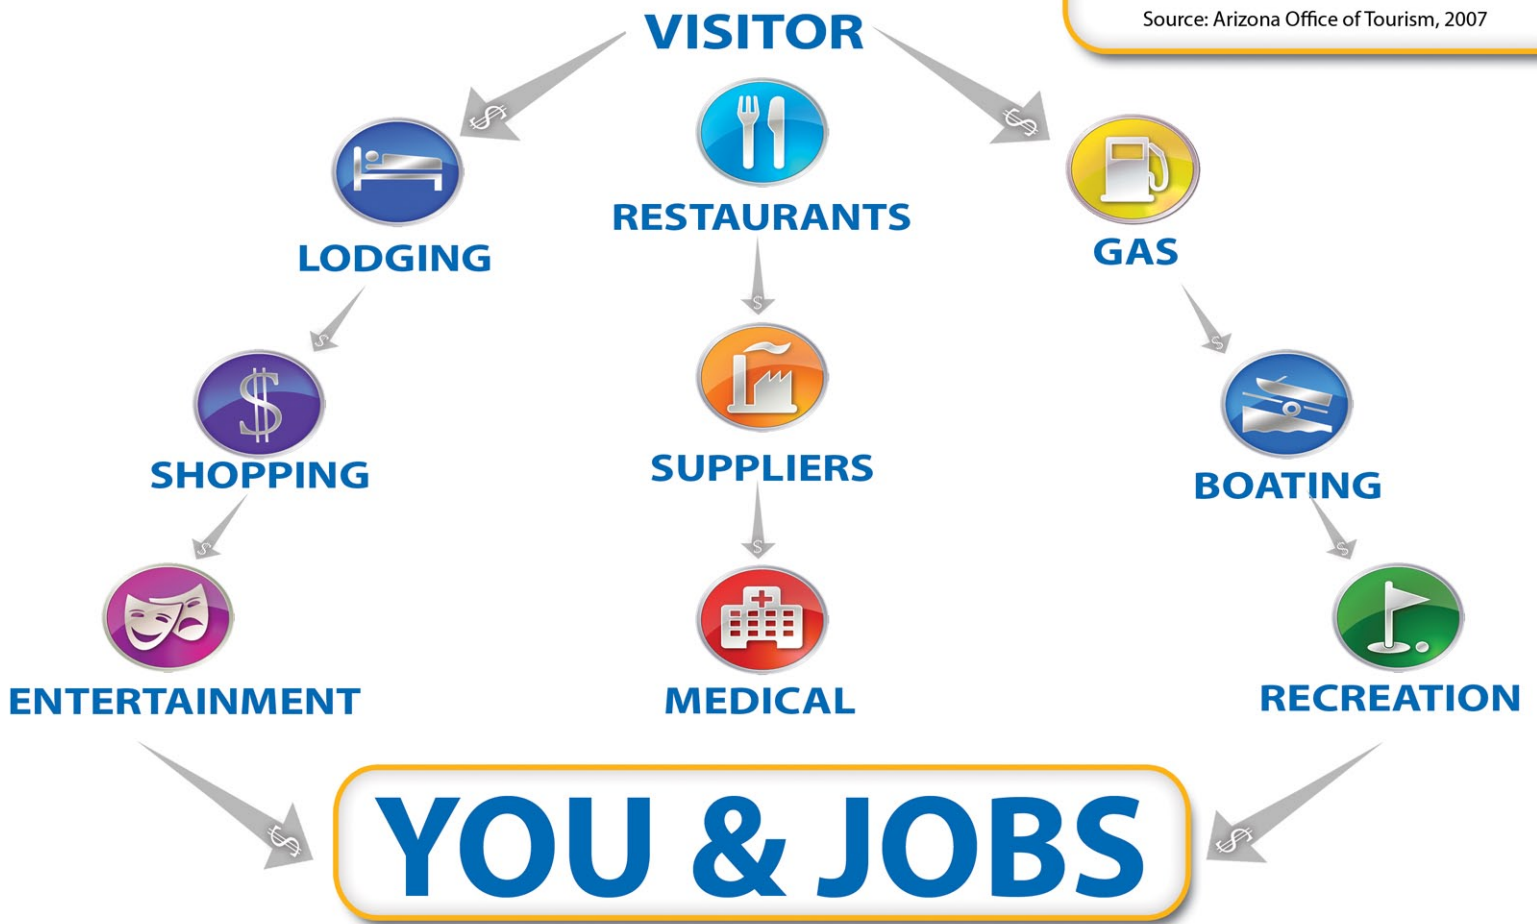 Source: Arizona Office of Tourism, 2007
VISITOR
LODGING
RESTAURANTS
GAS
SHOPPING
SUPPLIERS
BOATING
ENTERTAINMENT
MEDICAL
RECREATION
YOU & JOBS